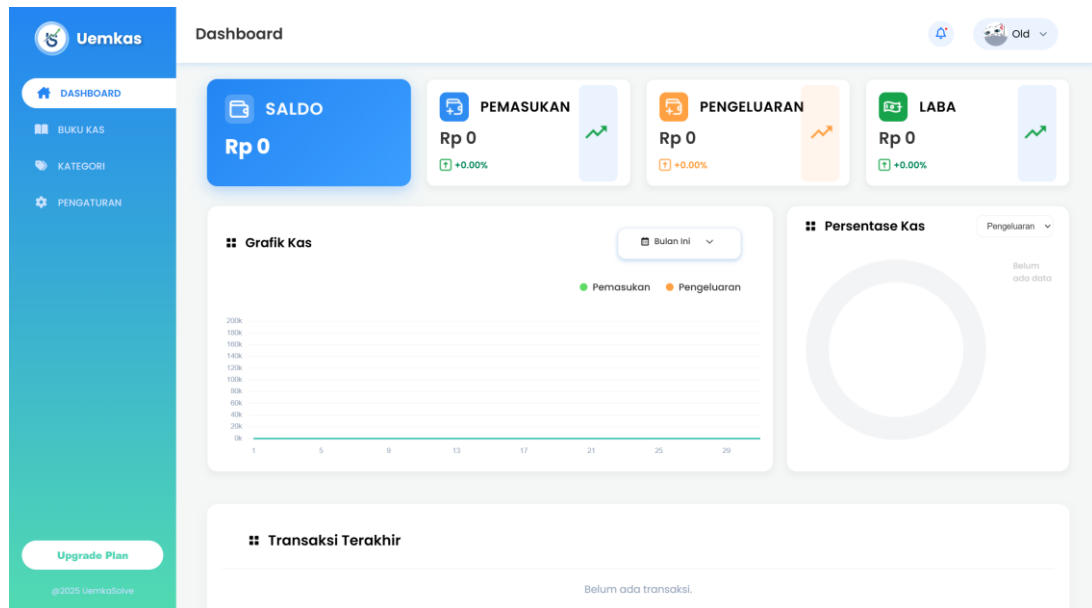 Uemkas
Dashboard
Old
DASHBOARD
BUKU KAS
KATEGORI
PENGATURAN
SALDO
Rp 0
PEMASUKAN
Rp 0
+0.00%
PENGELUARAN
Rp 0
+0.00%
LABA
Rp 0
+0.00%
Grafik Kas
Bulan Ini
Pemasukan
Pengeluaran
200k
180k
160k
140k
120k
100k
80k
60k
40k
20k
0k
1 5 9 13 17 21 25 29
Persentase Kas
Pengeluaran
Belum
ada data
Transaksi Terakhir
Belum ada transaksi.
Upgrade Plan
@2025 UemkaSolve